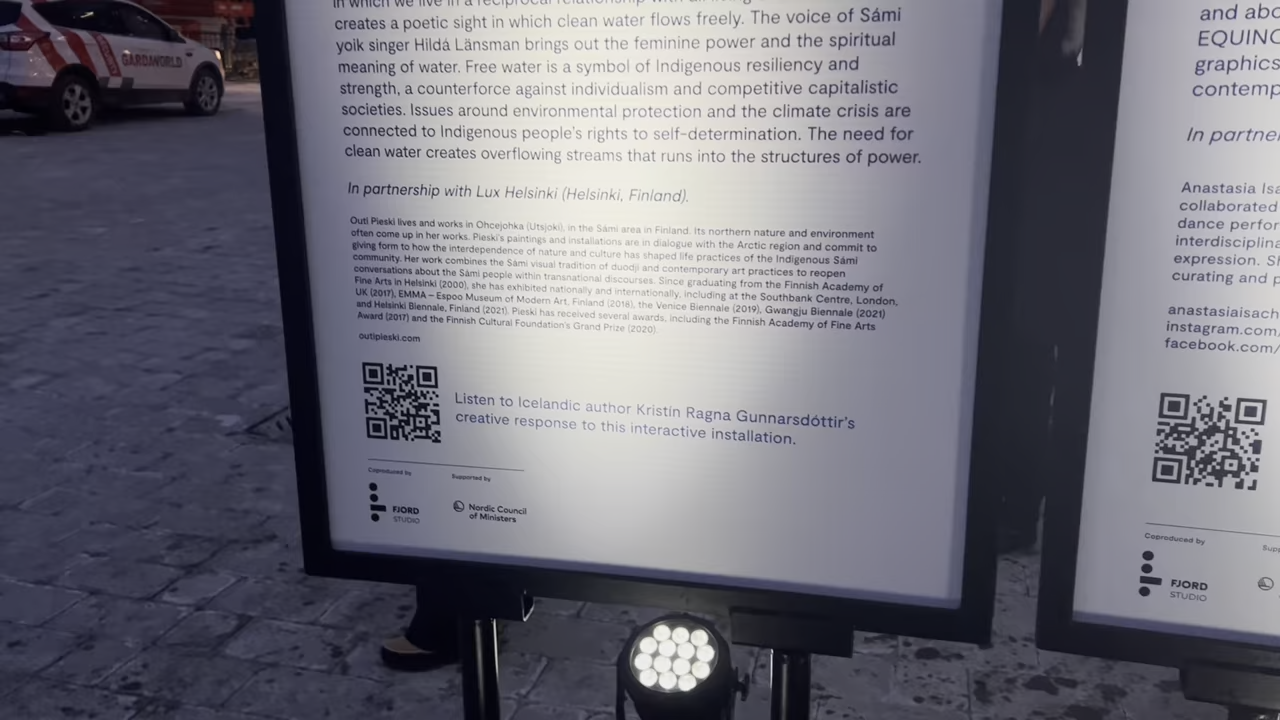 GARDAWORLD
in which we live in a reciprocal relationship with all living
creates a poetic sight in which clean water flows freely. The voice of Sámi
yoik singer Hildá Länsman brings out the feminine power and the spiritual
meaning of water. Free water is a symbol of Indigenous resiliency and
strength, a counterforce against individualism and competitive capitalistic
societies. Issues around environmental protection and the climate crisis are
connected to Indigenous people's rights to self-determination. The need for
clean water creates overflowing streams that runs into the structures of power.
In partnership with Lux Helsinki (Helsinki, Finland).
Outi Pieski lives and works in Ohcejohka (Utsjoki), in the Sámi area in Finland. Its northern nature and environment
often come up in her works. Pieski's paintings and installations are in dialogue with the Arctic region and commit to
giving form to how the interdependence of nature and culture has shaped life practices of the Indigenous Sámi
community. Her work combines the Sámi visual tradition of duodji and contemporary art practices to reopen
conversations about the Sámi people within transnational discourses. Since graduating from the Finnish Academy of
Fine Arts in Helsinki (2000), she has exhibited nationally and internationally, including at the Southbank Centre, London,
UK (2017), EMMA – Espoo Museum of Modern Art, Finland (2018), the Venice Biennale (2019), Gwangju Biennale (2021)
and Helsinki Biennale, Finland (2021). Pieski has received several awards, including the Finnish Academy of Fine Arts
Award (2017) and the Finnish Cultural Foundation's Grand Prize (2020).
outipieski.com
Listen to Icelandic author Kristín Ragna Gunnarsdóttir's
creative response to this interactive installation.
Coproduced by
Supported by
FJORD
STUDIO
Nordic Council
of Ministers
and abo
EQUINO
graphics
contemp
In partner
Anastasia Isa
collaborated
dance perfor
interdisciplina
expression. Sh
curating and p
anastasiaisach
instagram.com/
facebook.com/
Coproduced by
Supp
FJORD
STUDIO